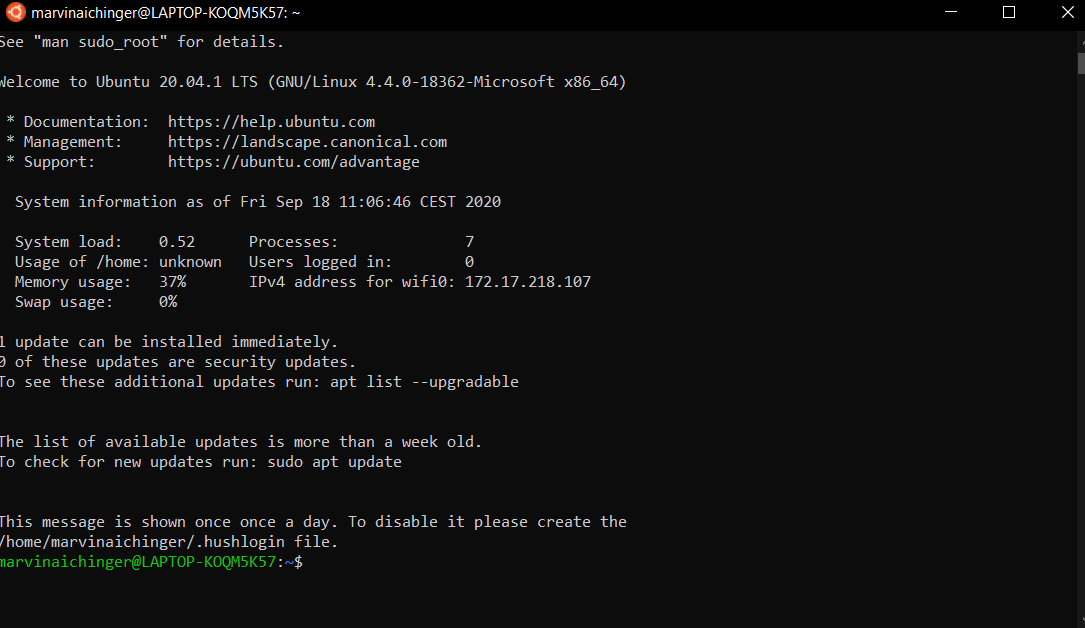 marvinaichinger@LAPTOP-KOQM5K57: ~
See "man sudo_root" for details.
Welcome to Ubuntu 20.04.1 LTS (GNU/Linux 4.4.0-18362-Microsoft x86_64)
* Documentation:  https://help.ubuntu.com
* Management:     https://landscape.canonical.com
* Support:        https://ubuntu.com/advantage
System information as of Fri Sep 18 11:06:46 CEST 2020
System load:    0.52      Processes:              7
Usage of /home: unknown   Users logged in:        0
Memory usage:   37%       IPv4 address for wifi0: 172.17.218.107
Swap usage:     0%
1 update can be installed immediately.
0 of these updates are security updates.
To see these additional updates run: apt list --upgradable
The list of available updates is more than a week old.
To check for new updates run: sudo apt update
This message is shown once once a day. To disable it please create the
/home/marvinaichinger/.hushlogin file.
marvinaichinger@LAPTOP-KOQM5K57:~$